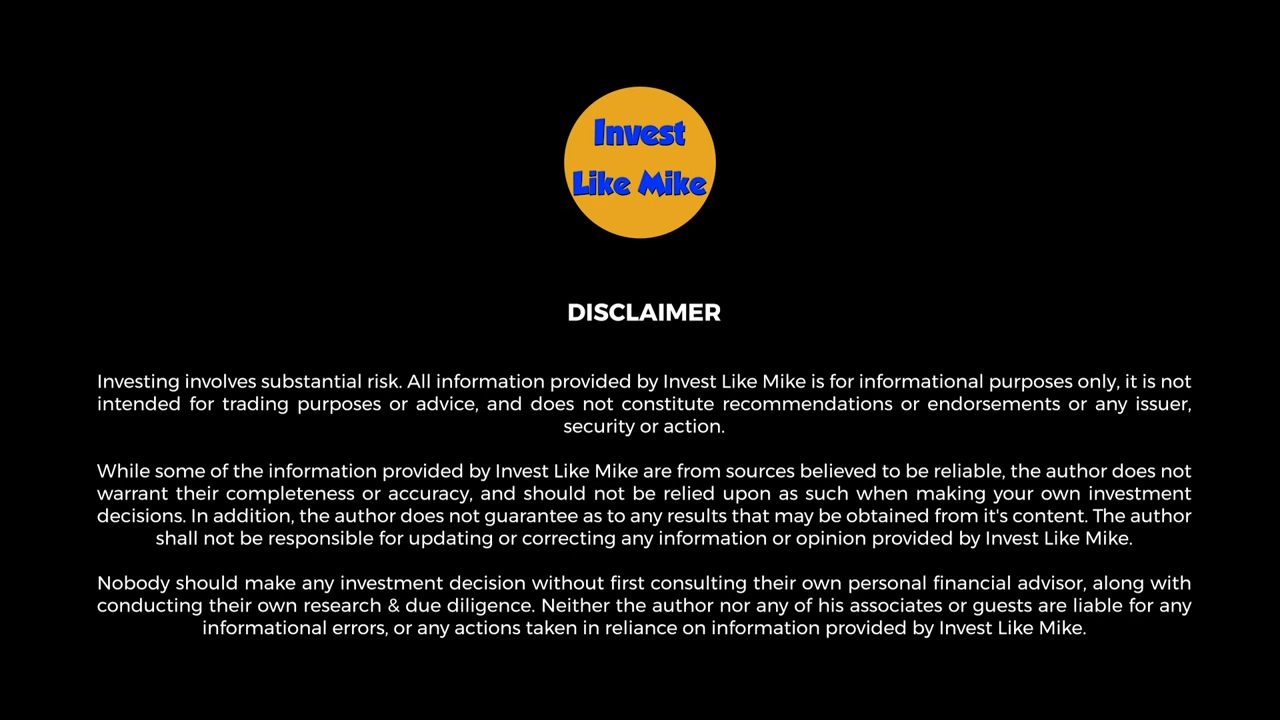 Invest
Like Mike
DISCLAIMER
Investing involves substantial risk. All information provided by Invest Like Mike is for informational purposes only, it is not
intended for trading purposes or advice, and does not constitute recommendations or endorsements or any issuer,
security or action.
While some of the information provided by Invest Like Mike are from sources believed to be reliable, the author does not
warrant their completeness or accuracy, and should not be relied upon as such when making your own investment
decisions. In addition, the author does not guarantee as to any results that may be obtained from it's content. The author
shall not be responsible for updating or correcting any information or opinion provided by Invest Like Mike.
Nobody should make any investment decision without first consulting their own personal financial advisor, along with
conducting their own research & due diligence. Neither the author nor any of his associates or guests are liable for any
informational errors, or any actions taken in reliance on information provided by Invest Like Mike.